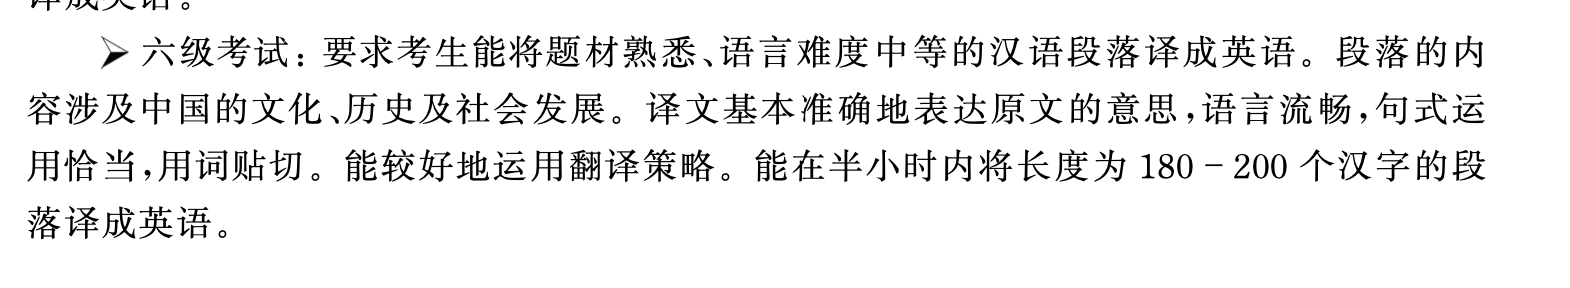 译成英语。
➢ 六级考试：要求考生能将题材熟悉、语言难度中等的汉语段落译成英语。段落的内
容涉及中国的文化、历史及社会发展。译文基本准确地表达原文的意思，语言流畅，句式运
用恰当，用词贴切。能较好地运用翻译策略。能在半小时内将长度为 180－200 个汉字的段
落译成英语。